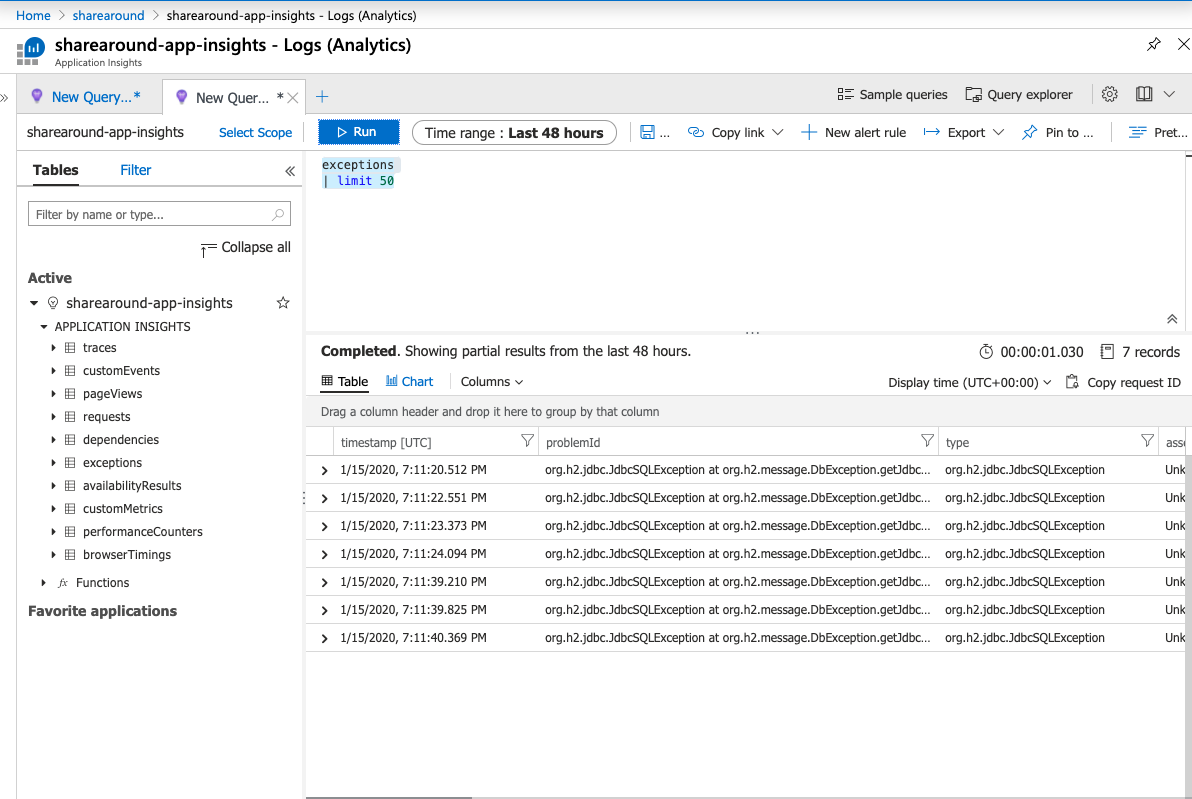 Home > sharearound > sharearound-app-insights - Logs (Analytics)
sharearound-app-insights - Logs (Analytics)
Application Insights
New Query...*
New Quer... *
Sample queries
Query explorer
sharearound-app-insights
Select Scope
Run
Time range : Last 48 hours
...
Copy link
New alert rule
Export
Pin to ...
Pret...
Tables
Filter
Filter by name or type...
Collapse all
Active
sharearound-app-insights
APPLICATION INSIGHTS
traces
customEvents
pageViews
requests
dependencies
exceptions
availabilityResults
customMetrics
performanceCounters
browserTimings
fx Functions
Favorite applications
exceptions
| limit 50
Completed. Showing partial results from the last 48 hours.
00:00:01.030
7 records
Table
Chart
Columns
Display time (UTC+00:00)
Copy request ID
Drag a column header and drop it here to group by that column
timestamp [UTC] problemId type asse
1/15/2020, 7:11:20.512 PM org.h2.jdbc.JdbcSQLException at org.h2.message.DbException.getJdbc... org.h2.jdbc.JdbcSQLException Unk
1/15/2020, 7:11:22.551 PM org.h2.jdbc.JdbcSQLException at org.h2.message.DbException.getJdbc... org.h2.jdbc.JdbcSQLException Unk
1/15/2020, 7:11:23.373 PM org.h2.jdbc.JdbcSQLException at org.h2.message.DbException.getJdbc... org.h2.jdbc.JdbcSQLException Unk
1/15/2020, 7:11:24.094 PM org.h2.jdbc.JdbcSQLException at org.h2.message.DbException.getJdbc... org.h2.jdbc.JdbcSQLException Unk
1/15/2020, 7:11:39.210 PM org.h2.jdbc.JdbcSQLException at org.h2.message.DbException.getJdbc... org.h2.jdbc.JdbcSQLException Unk
1/15/2020, 7:11:39.825 PM org.h2.jdbc.JdbcSQLException at org.h2.message.DbException.getJdbc... org.h2.jdbc.JdbcSQLException Unk
1/15/2020, 7:11:40.369 PM org.h2.jdbc.JdbcSQLException at org.h2.message.DbException.getJdbc... org.h2.jdbc.JdbcSQLException Unk